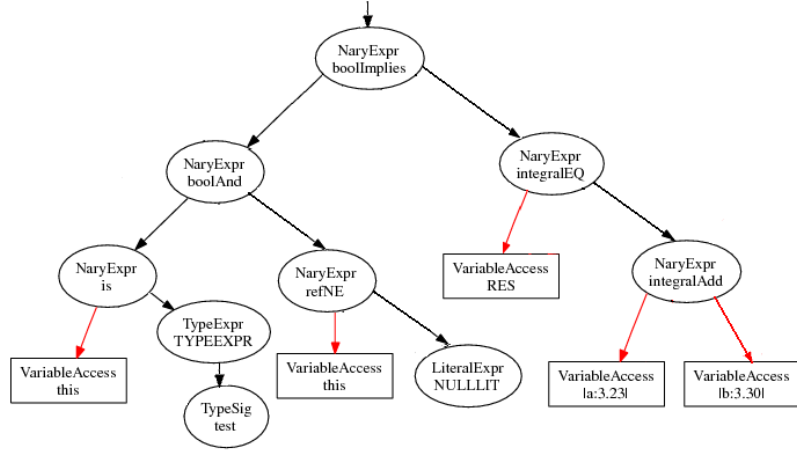 NaryExpr
boolImplies
NaryExpr
boolAnd
NaryExpr
integralEQ
NaryExpr
is
NaryExpr
refNE
VariableAccess
RES
NaryExpr
integralAdd
TypeExpr
TYPEEXPR
VariableAccess
this
VariableAccess
this
LiteralExpr
NULLLIT
VariableAccess
|a:3.23|
VariableAccess
|b:3.30|
TypeSig
test